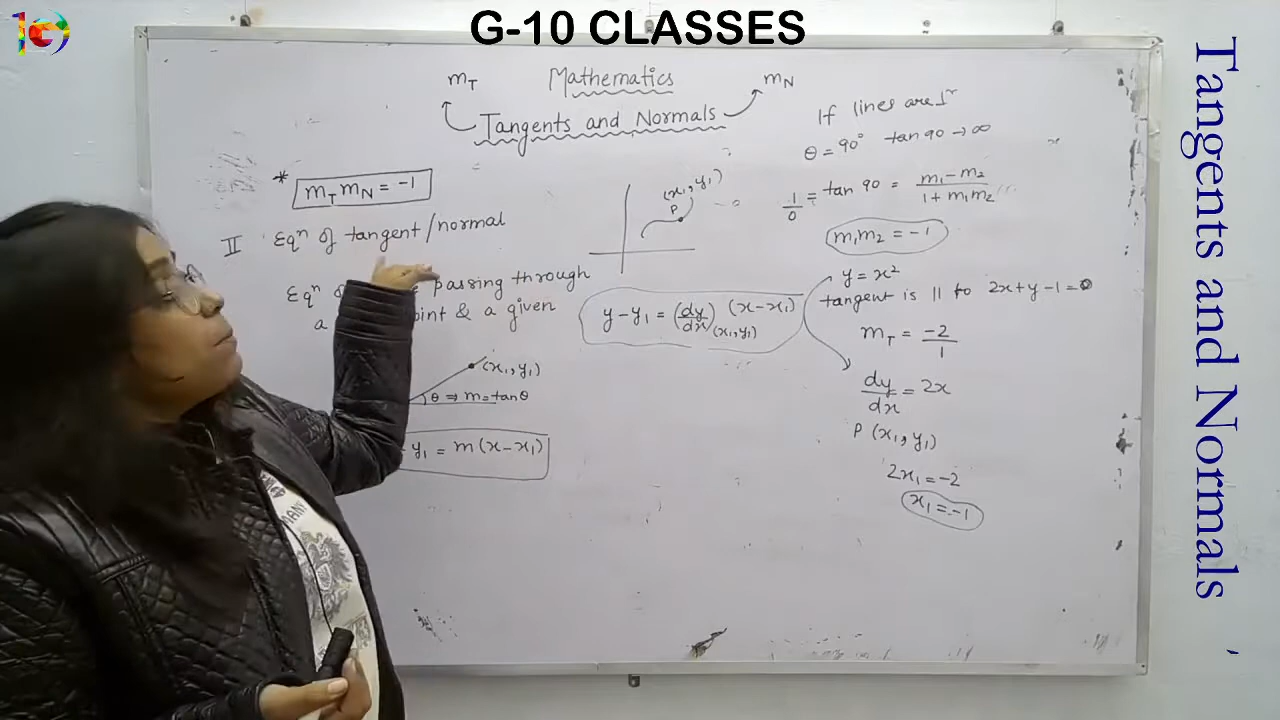 G-10 CLASSES
Mathematics
m_T
m_N
Tangents and Normals
* m_T m_N = -1
II Eqⁿ of tangent/normal
Eqⁿ of passing through
a & a given
(x₁, y₁)
θ ⇒ m = tanθ
y₁ = m(x-x₁)
(x₁, y₁)
P
y-y₁ = (dy/dx)(x₁,y₁) (x-x₁)
If lines are ⊥ʳ
θ = 90° tan 90 → ∞
1/0 = tan 90 = (m₁-m₂)/(1+m₁m₂)
m₁m₂ = -1
y = x²
tangent is || to 2x+y-1=0
m_T = -2/1
dy/dx = 2x
P (x₁, y₁)
2x₁ = -2
x₁ = -1
Tangents and Normals